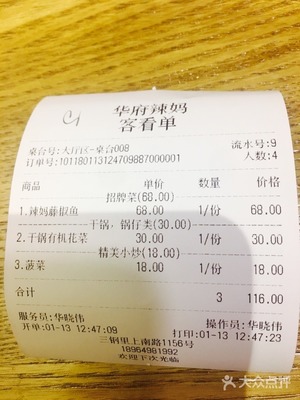 华府辣妈
客看单
桌台号:大厅区-桌台008 流水号:9
订单号:101180113124709887000001 人数:4
商品 单价 数量 价格
招牌菜(68.00)
1.辣妈藤椒鱼 68.00 1/份 68.00
干锅,锅仔类(30.00)
2.干锅有机花菜 30.00 1/份 30.00
精美小炒(18.00)
3.菠菜 18.00 1/份 18.00
合计 3 116.00
服务员:华晓伟 操作员:华晓伟
开单:01-13 12:47:09 打印:01-13 12:47:23
三钢里上南路1156号
18964981992
欢迎下次光临
大众点评